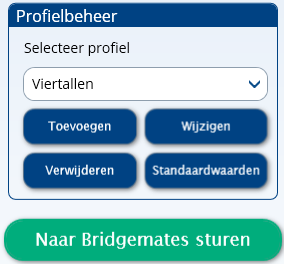 Profielbeheer
Selecteer profiel
Viertallen
Toevoegen Wijzigen
Verwijderen Standaardwaarden
Naar Bridgemates sturen